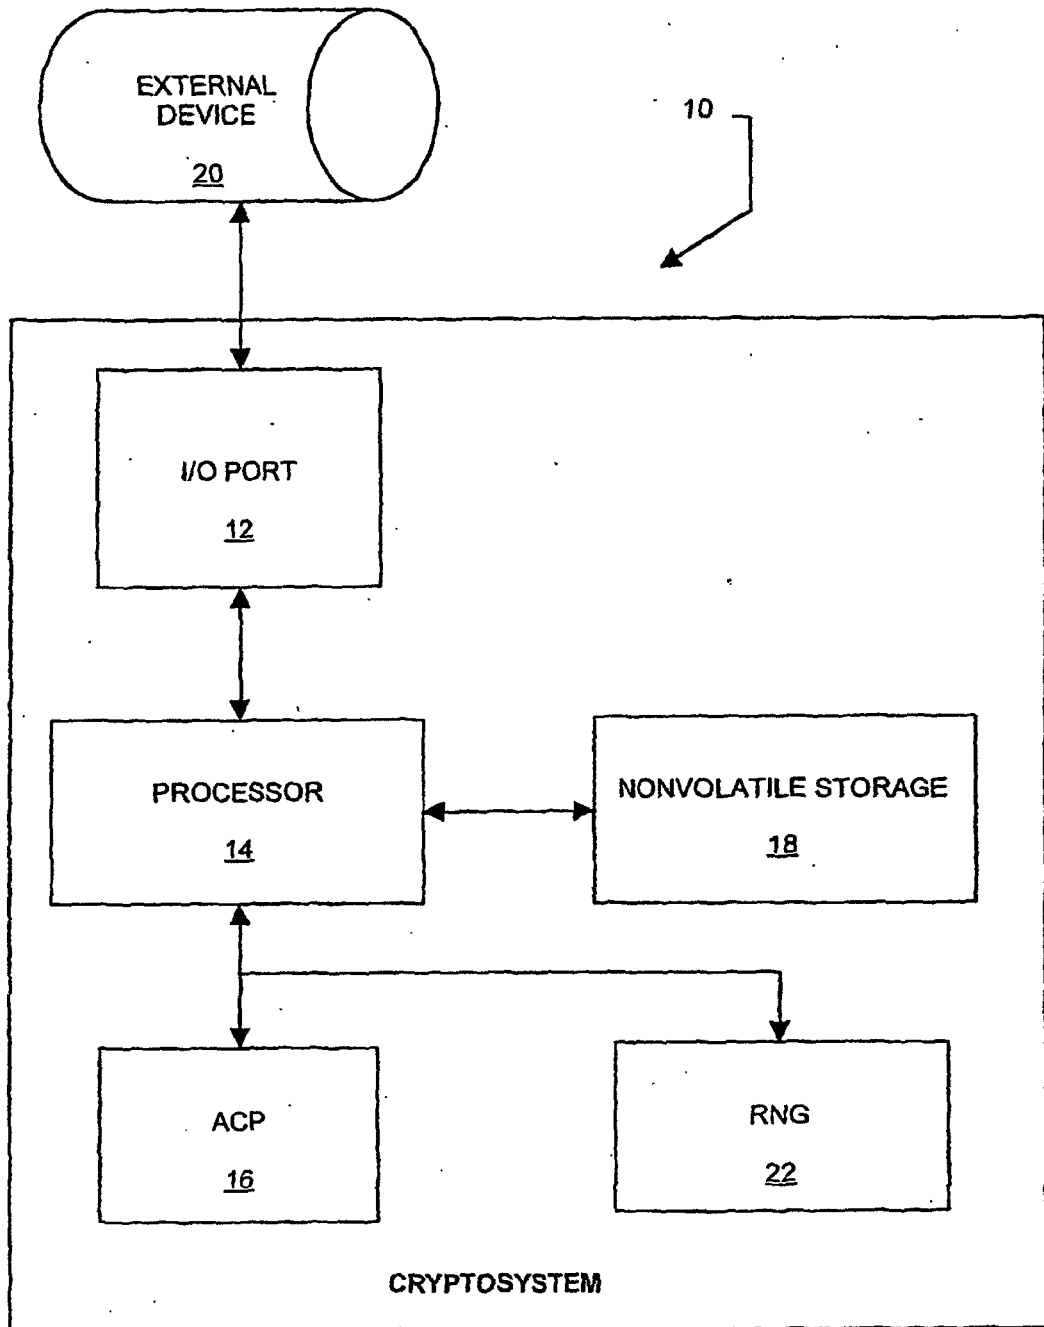 EXTERNAL
DEVICE
20
10
I/O PORT
12
PROCESSOR
14
NONVOLATILE STORAGE
18
ACP
16
RNG
22
CRYPTOSYSTEM